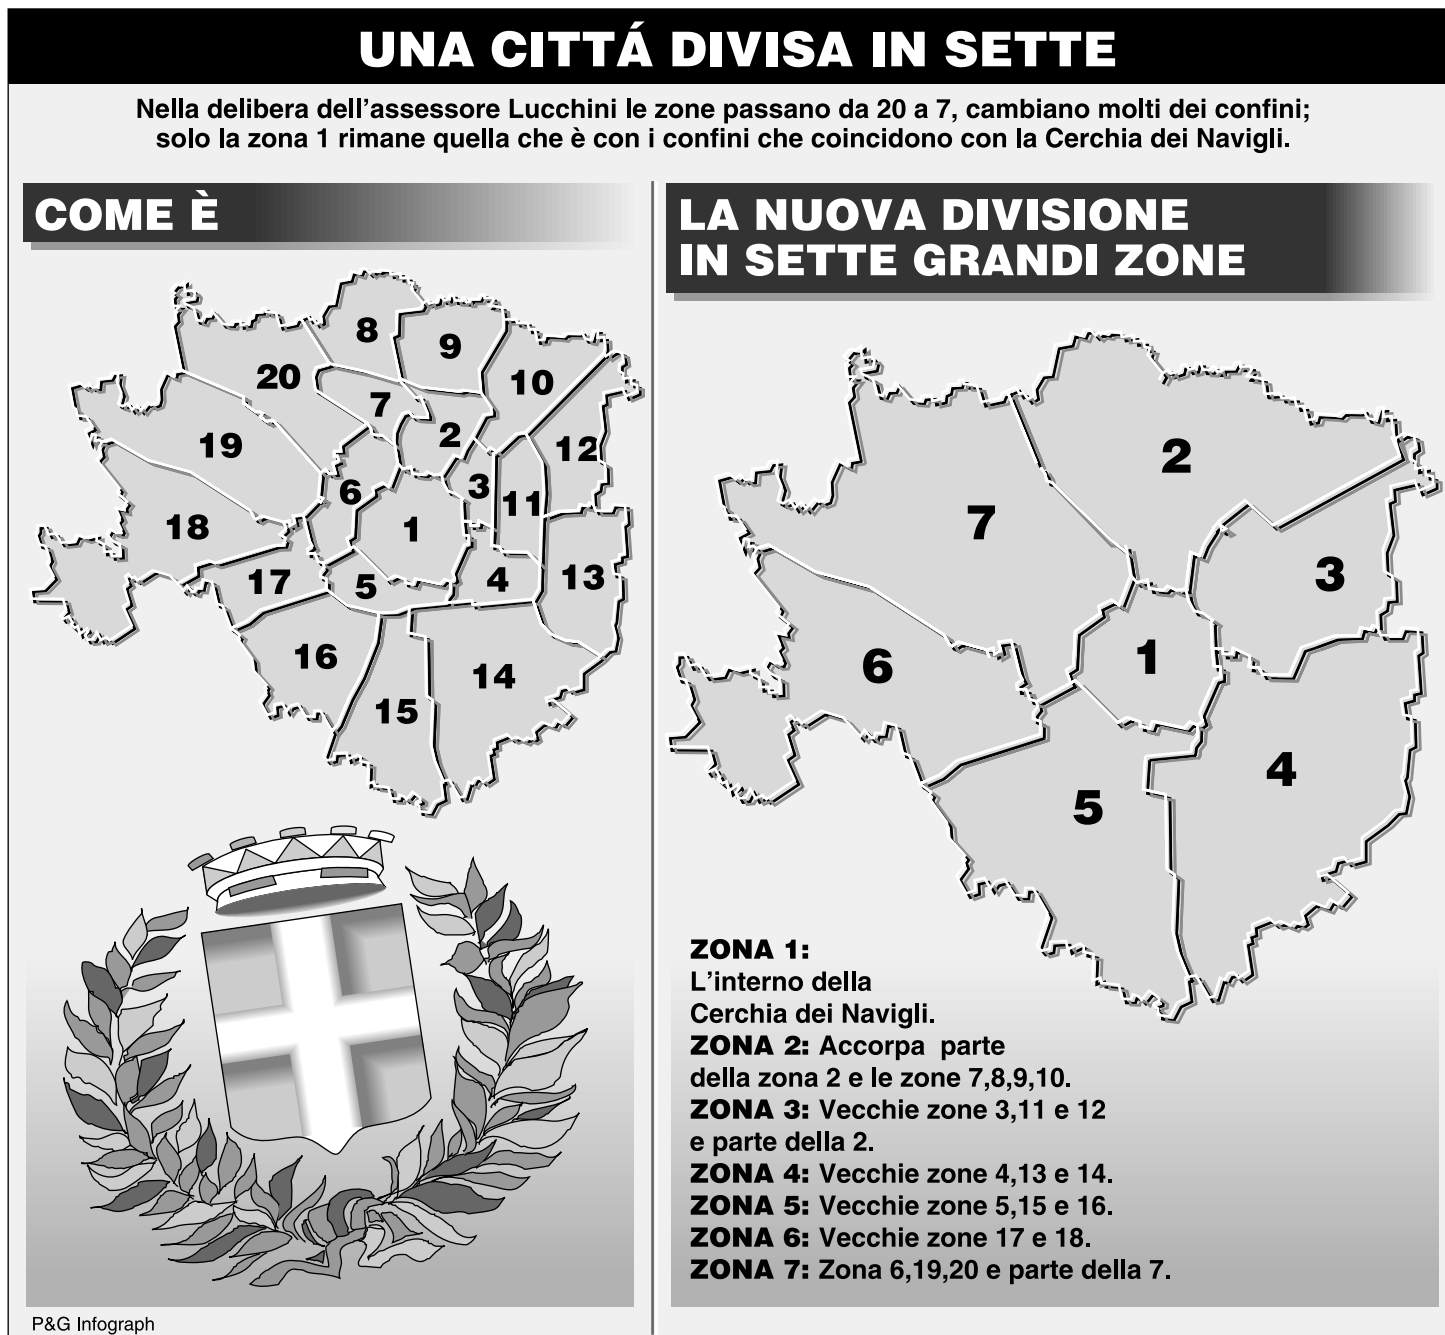 UNA CITTÁ DIVISA IN SETTE
Nella delibera dell'assessore Lucchini le zone passano da 20 a 7, cambiano molti dei confini;
solo la zona 1 rimane quella che è con i confini che coincidono con la Cerchia dei Navigli.
COME È
8
9
20
10
7
2
19
12
6
3
11
18
1
17
5
4
13
16
14
15
LA NUOVA DIVISIONE
IN SETTE GRANDI ZONE
2
7
3
6
1
4
5
ZONA 1:
L'interno della
Cerchia dei Navigli.
ZONA 2: Accorpa parte
della zona 2 e le zone 7,8,9,10.
ZONA 3: Vecchie zone 3,11 e 12
e parte della 2.
ZONA 4: Vecchie zone 4,13 e 14.
ZONA 5: Vecchie zone 5,15 e 16.
ZONA 6: Vecchie zone 17 e 18.
ZONA 7: Zona 6,19,20 e parte della 7.
P&G Infograph